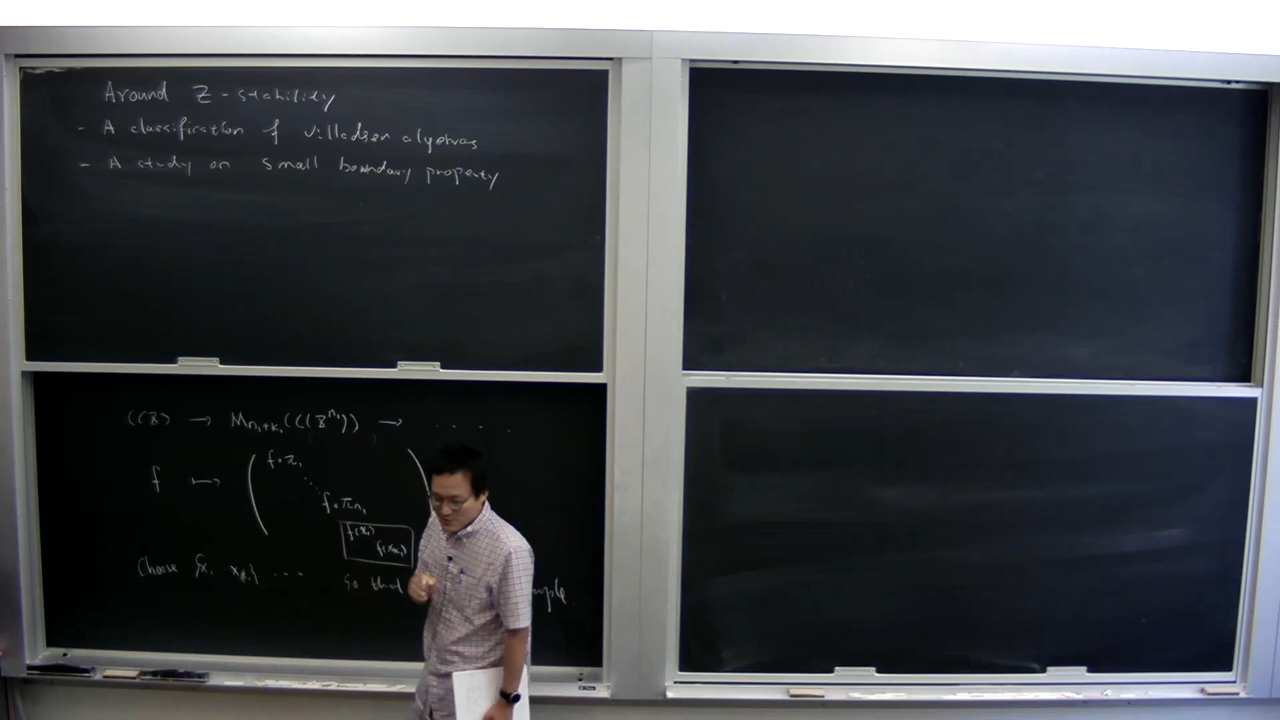 Around Z-stability
- A classification of Villadsen algebras
- A study on small boundary property
C(X) → M_{n_1+k_1}(C(X^{n_1})) → . . . .
f ↦ ( f∘π_1
⋱
f∘π_{n_1}
f(x_1)
f(x_{k_1})
Choose {x_1 ... x_{k_1}} ... so that